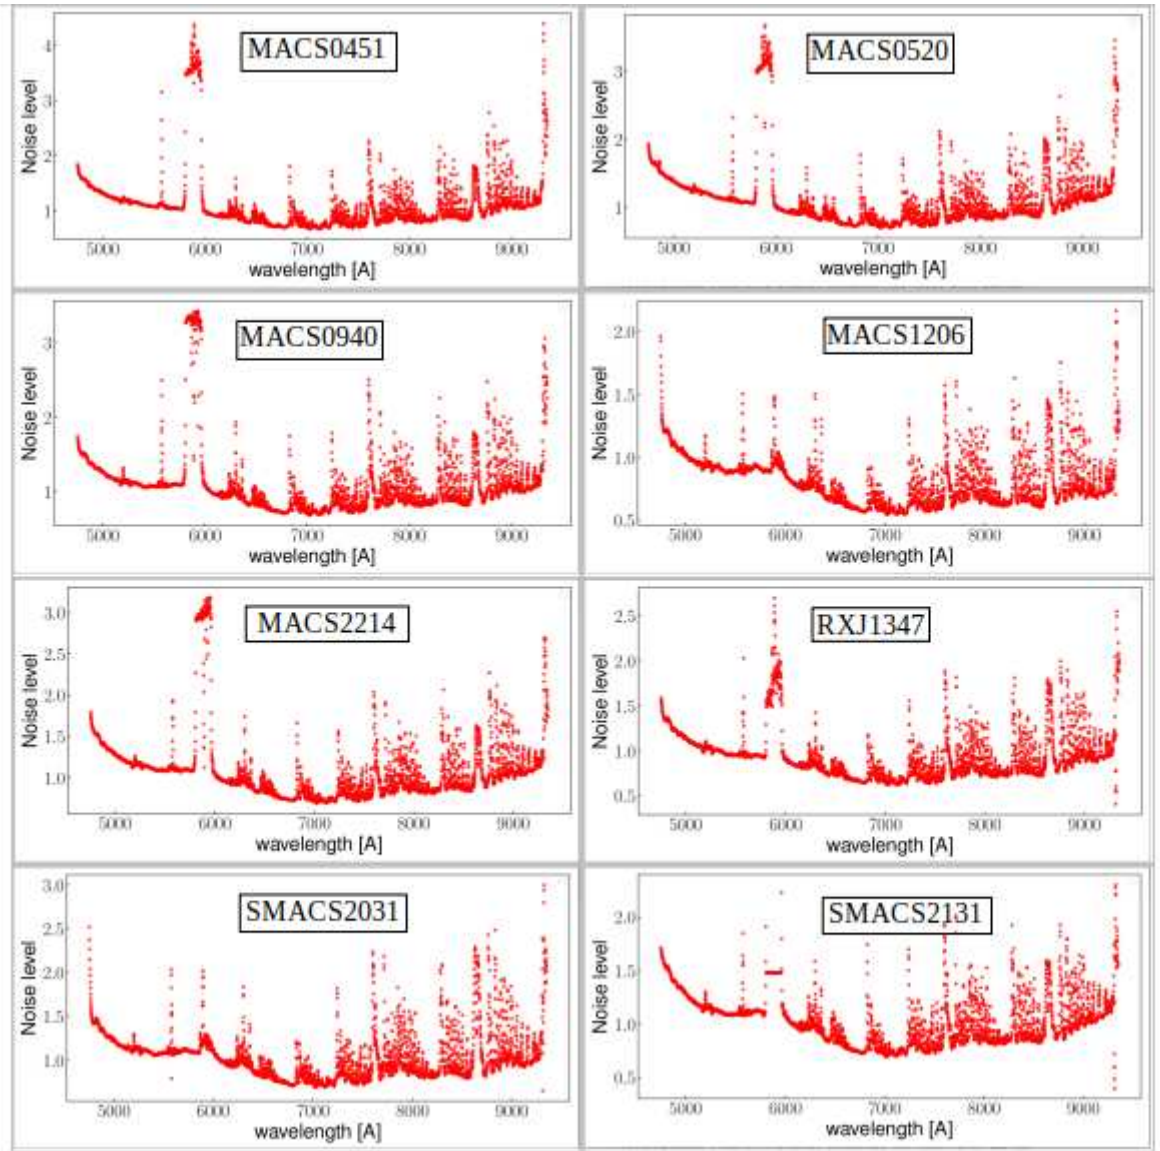 MACS0451
4
3
2
1
Noise level
5000 6000 7000 8000 9000
wavelength [A]
MACS0520
3
2
1
Noise level
5000 6000 7000 8000 9000
wavelength [A]
MACS0940
3
2
1
Noise level
5000 6000 7000 8000 9000
wavelength [A]
MACS1206
2.0
1.5
1.0
0.5
Noise level
5000 6000 7000 8000 9000
wavelength [A]
MACS2214
3.0
2.5
2.0
1.5
1.0
Noise level
5000 6000 7000 8000 9000
wavelength [A]
RXJ1347
2.5
2.0
1.5
1.0
0.5
Noise level
5000 6000 7000 8000 9000
wavelength [A]
SMACS2031
3.0
2.5
2.0
1.5
1.0
Noise level
5000 6000 7000 8000 9000
wavelength [A]
SMACS2131
2.0
1.5
1.0
0.5
Noise level
5000 6000 7000 8000 9000
wavelength [A]